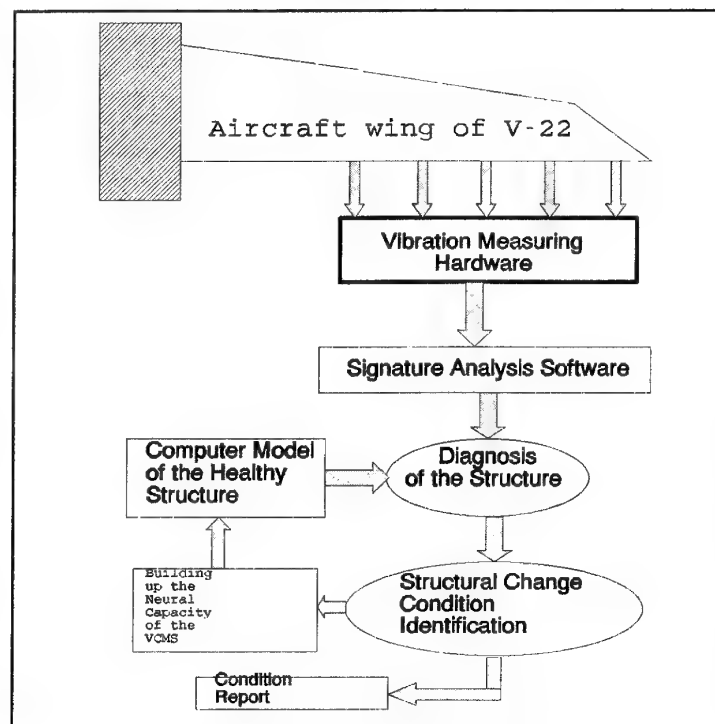 Aircraft wing of V-22
Vibration Measuring
Hardware
Signature Analysis Software
Computer Model
of the Healthy
Structure
Diagnosis
of the Structure
Building
up the
Neural
Capacity
of the
VCMS
Structural Change
Condition
Identification
Condition
Report